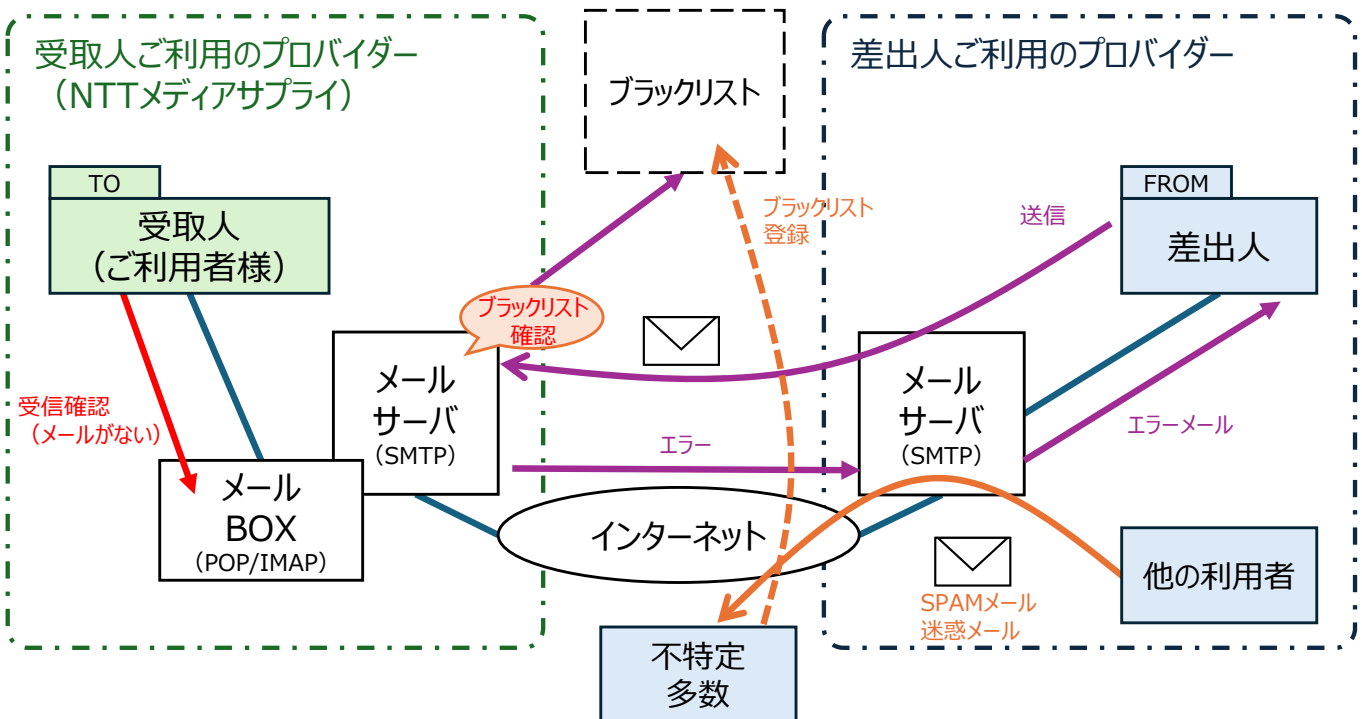 受取人ご利用のプロバイダー
（NTTメディアサプライ）
ブラックリスト
差出人ご利用のプロバイダー
TO
受取人
（ご利用者様）
ブラックリスト
登録
送信
FROM
差出人
ブラックリスト
確認
メール
サーバ
（SMTP）
メール
サーバ
（SMTP）
受信確認
（メールがない）
エラー
エラーメール
メール
BOX
（POP/IMAP）
インターネット
他の利用者
SPAMメール
迷惑メール
不特定
多数